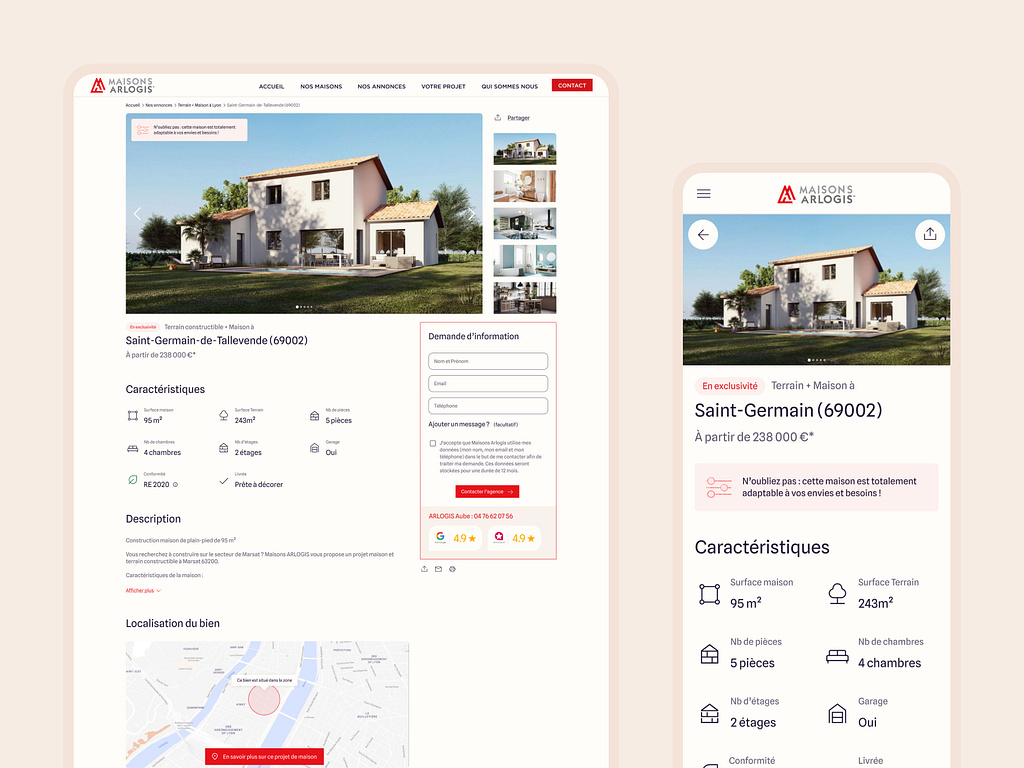 MAISONS
ARLOGIS
ACCUEIL
NOS MAISONS
NOS ANNONCES
VOTRE PROJET
QUI SOMMES NOUS
CONTACT
Accueil > Nos annonces > Terrain + Maison à Lyon > Saint-Germain-de-Tallevende (69002)
N'oubliez pas : cette maison est totalement
adaptable à vos envies et besoins !
Partager
En exclusivité
Terrain constructible + Maison à
Saint-Germain-de-Tallevende (69002)
À partir de 238 000 €*
Caractéristiques
Surface maison
95 m²
Surface Terrain
243m²
Nb de pièces
5 pièces
Nb de chambres
4 chambres
Nb d'étages
2 étages
Garage
Oui
Conformité
RE 2020
Livrée
Prête à décorer
Description
Construction maison de plain-pied de 95 m²
Vous recherchez à construire sur le secteur de Marsat ? Maisons ARLOGIS vous propose un projet maison et
terrain constructible à Marsat 63200.
Caractéristiques de la maison :
Afficher plus
Localisation du bien
Ce bien est situé dans la zone
En savoir plus sur ce projet de maison
Demande d'information
Nom et Prénom
Email
Téléphone
Ajouter un message ? (facultatif)
J'accepte que Maisons Arlogis utilise mes
données (mon nom, mon email et mon
téléphone) dans le but de me contacter afin de
traiter ma demande. Ces données seront
stockées pour une durée de 12 mois.
Contacter l'agence
ARLOGIS Aube : 04 76 62 07 56
4.9
4.9
MAISONS
ARLOGIS
En exclusivité
Terrain + Maison à
Saint-Germain (69002)
À partir de 238 000 €*
N'oubliez pas : cette maison est totalement
adaptable à vos envies et besoins !
Caractéristiques
Surface maison
95 m²
Surface Terrain
243m²
Nb de pièces
5 pièces
Nb de chambres
4 chambres
Nb d'étages
2 étages
Garage
Oui
Conformité
Livrée